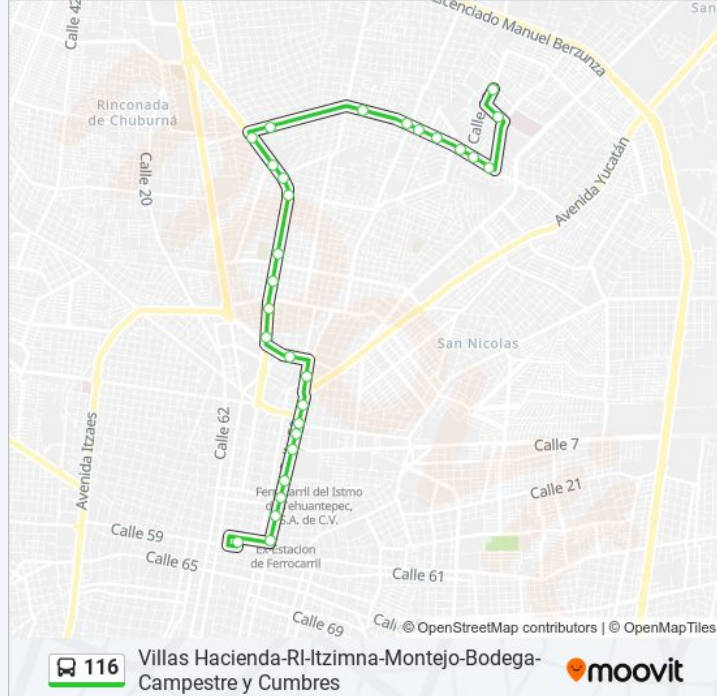 San
Licenciado Manuel Berzunza
Calle 42
Rinconada
de Chuburná
Calle
Calle 20
Avenida Yucatán
San Nicolas
Calle 62
Avenida Itzaes
Calle 7
Calle 21
Ferrocarril del Istmo
de Tehuantepec,
S.A. de C.V.
Calle 59
Ex Estacion
de Ferrocarril
Calle 65
Calle 61
Calle 69
© OpenStreetMap contributors | © OpenMapTiles
116
Villas Hacienda-Rl-Itzimna-Montejo-Bodega-
Campestre y Cumbres
moovit